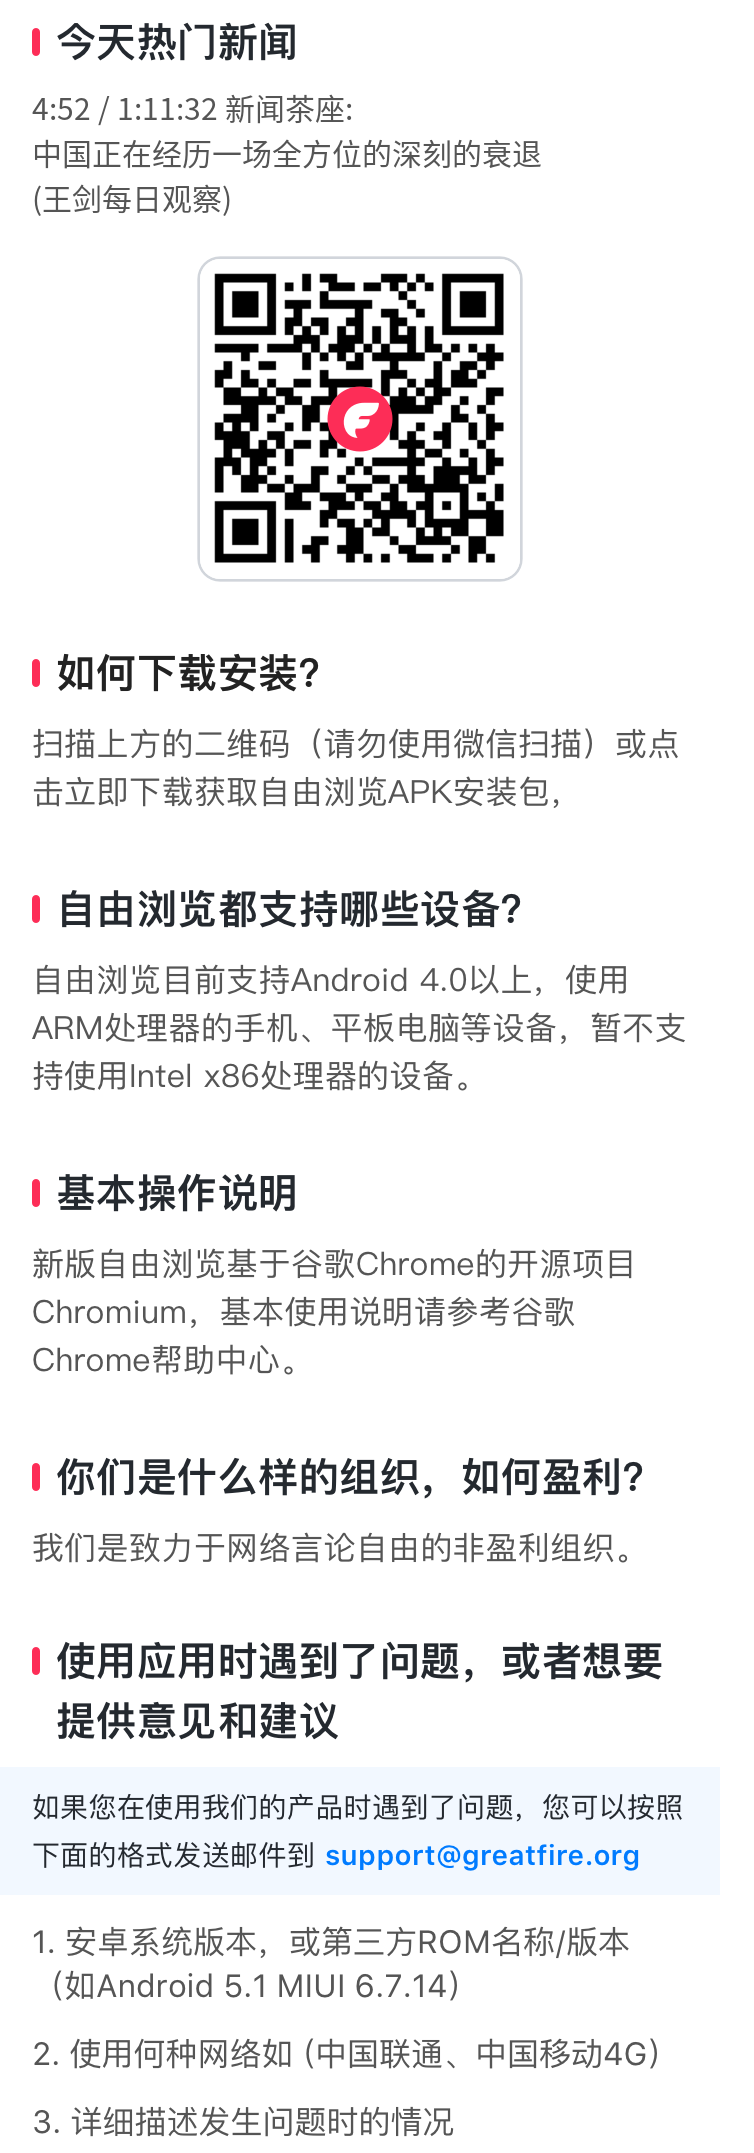 今天热门新闻
4:52 / 1:11:32 新闻茶座:
中国正在经历一场全方位的深刻的衰退
(王剑每日观察)
如何下载安装?
扫描上方的二维码（请勿使用微信扫描）或点
击立即下载获取自由浏览APK安装包，
自由浏览都支持哪些设备?
自由浏览目前支持Android 4.0以上，使用
ARM处理器的手机、平板电脑等设备，暂不支
持使用Intel x86处理器的设备。
基本操作说明
新版自由浏览基于谷歌Chrome的开源项目
Chromium，基本使用说明请参考谷歌
Chrome帮助中心。
你们是什么样的组织，如何盈利?
我们是致力于网络言论自由的非盈利组织。
使用应用时遇到了问题，或者想要
提供意见和建议
如果您在使用我们的产品时遇到了问题，您可以按照
下面的格式发送邮件到 support@greatfire.org
1. 安卓系统版本，或第三方ROM名称/版本
（如Android 5.1 MIUI 6.7.14）
2. 使用何种网络如 (中国联通、中国移动4G）
3. 详细描述发生问题时的情况